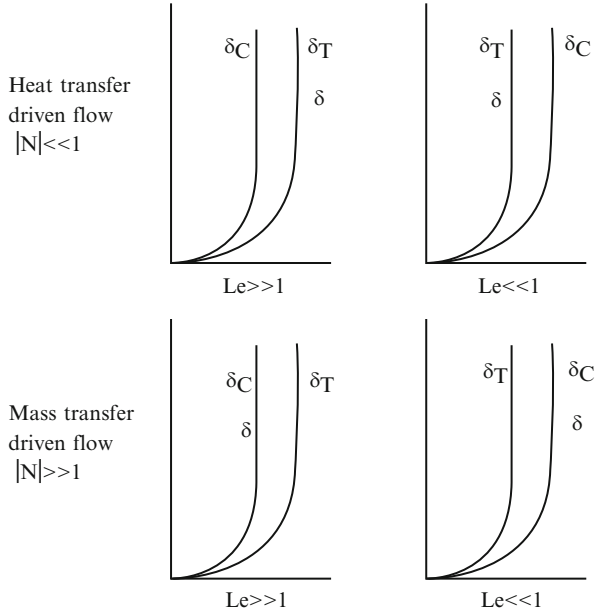 δC
δT
δ
Heat transfer
driven flow
|N|<<1
Le>>1
δT
δC
δ
Le<<1
δC
δT
δ
Mass transfer
driven flow
|N|>>1
Le>>1
δT
δC
δ
Le<<1